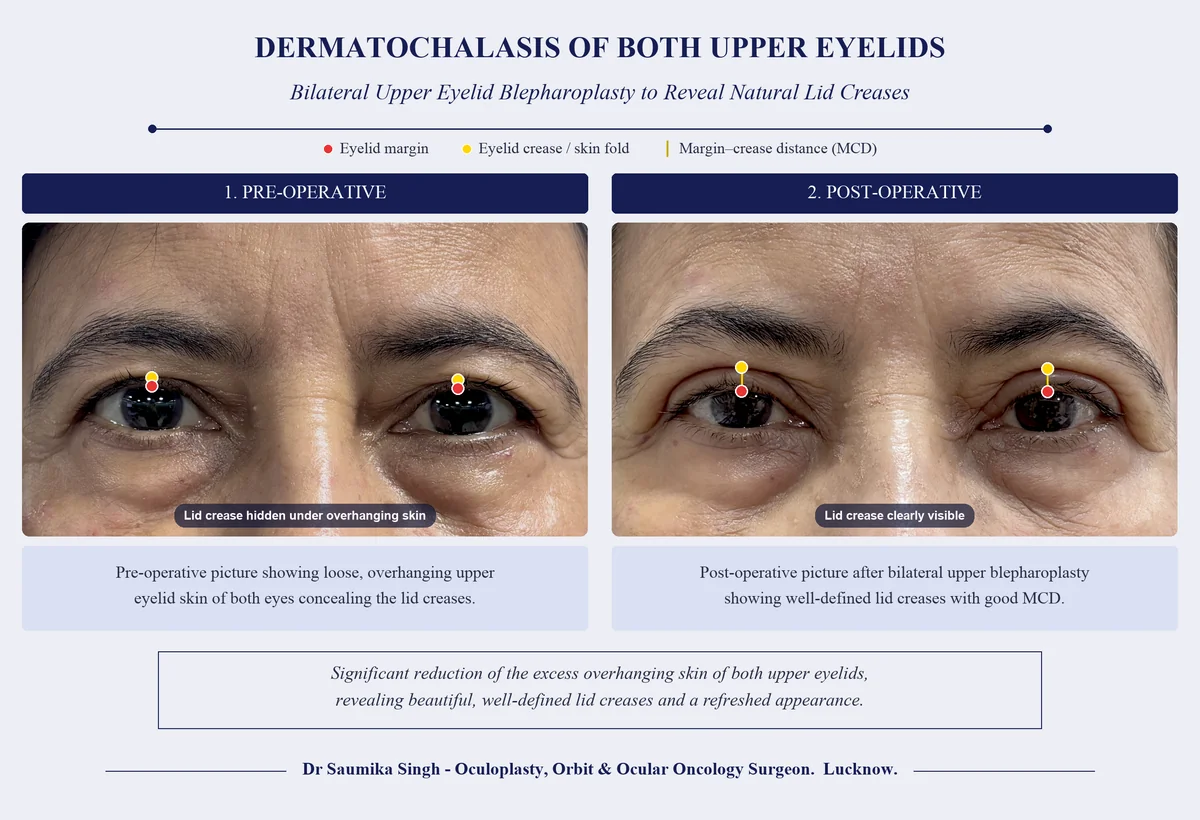 DERMATOCHALASIS OF BOTH UPPER EYELIDS
Bilateral Upper Eyelid Blepharoplasty to Reveal Natural Lid Creases
Eyelid margin
Eyelid crease / skin fold
Margin–crease distance (MCD)
1. PRE-OPERATIVE
Lid crease hidden under overhanging skin
Pre-operative picture showing loose, overhanging upper
eyelid skin of both eyes concealing the lid creases.
2. POST-OPERATIVE
Lid crease clearly visible
Post-operative picture after bilateral upper blepharoplasty
showing well-defined lid creases with good MCD.
Significant reduction of the excess overhanging skin of both upper eyelids,
revealing beautiful, well-defined lid creases and a refreshed appearance.
Dr Saumika Singh - Oculoplasty, Orbit & Ocular Oncology Surgeon. Lucknow.